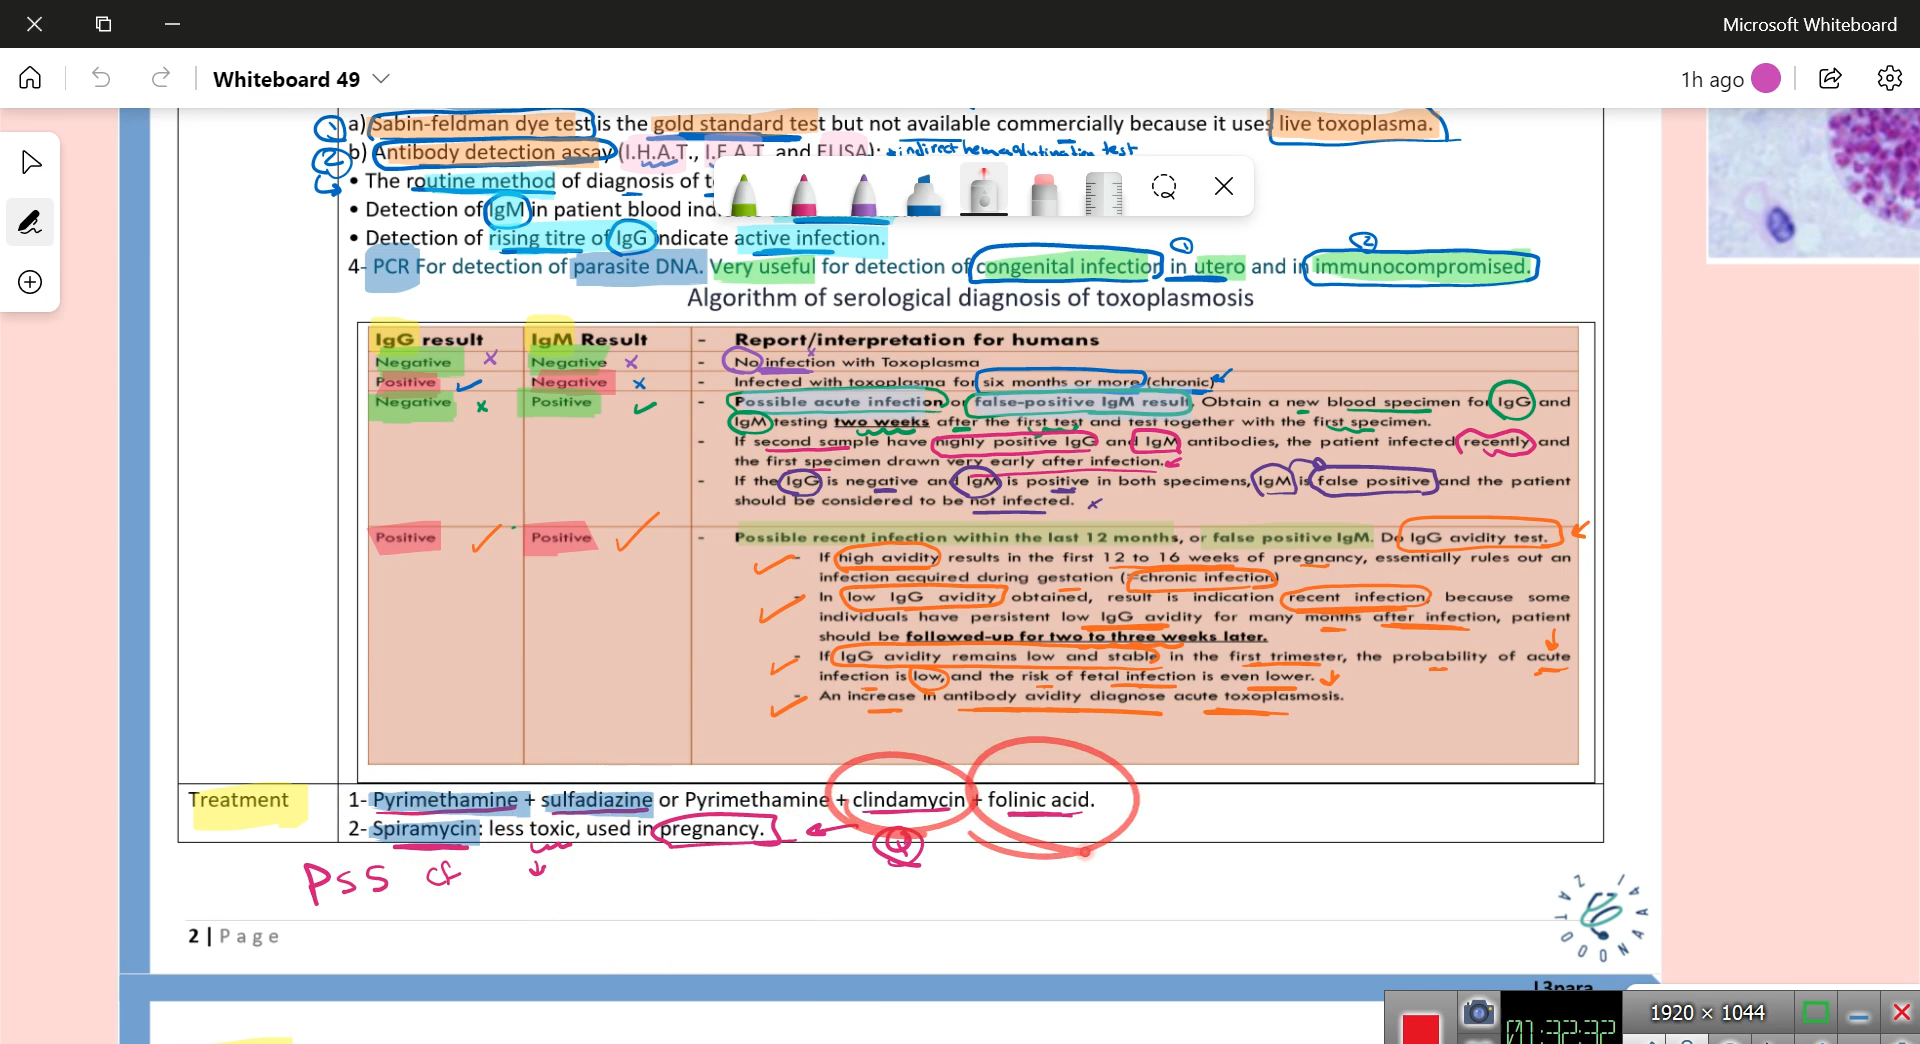 Microsoft Whiteboard
Whiteboard 49
1h ago
a) Sabin-feldman dye test is the gold standard test but not available commercially because it uses live toxoplasma.
b) Antibody detection assay (I.H.A.T., I.F.A.T. and ELISA): indirect hemagglutination test
• The routine method of diagnosis of
• Detection of IgM in patient blood
• Detection of rising titre of IgG indicate active infection.
4- PCR For detection of parasite DNA. Very useful for detection of congenital infection in utero and in immunocompromised.
Algorithm of serological diagnosis of toxoplasmosis
IgG result IgM Result - Report/interpretation for humans
Negative Negative - No infection with Toxoplasma
Positive Negative - Infected with toxoplasma for six months or more (chronic)
Negative Positive - Possible acute infection or false-positive IgM result. Obtain a new blood specimen for IgG and
IgM testing two weeks after the first test and test together with the first specimen.
- If second sample have highly positive IgG and IgM antibodies, the patient infected recently and
the first specimen drawn very early after infection.
- If the IgG is negative and IgM is positive in both specimens, IgM is false positive and the patient
should be considered to be not infected.
Positive Positive - Possible recent infection within the last 12 months, or false positive IgM. Do IgG avidity test.
- If high avidity results in the first 12 to 16 weeks of pregnancy, essentially rules out an
infection acquired during gestation (=chronic infection)
- In low IgG avidity obtained, result is indication recent infection, because some
individuals have persistent low IgG avidity for many months after infection, patient
should be followed-up for two to three weeks later.
- If IgG avidity remains low and stable in the first trimester, the probability of acute
infection is low, and the risk of fetal infection is even lower.
- An increase in antibody avidity diagnose acute toxoplasmosis.
Treatment
1- Pyrimethamine + sulfadiazine or Pyrimethamine + clindamycin + folinic acid.
2- Spiramycin: less toxic, used in pregnancy.
Q
PSS cf
2 | Page
L3para
1920 × 1044
01:32:32